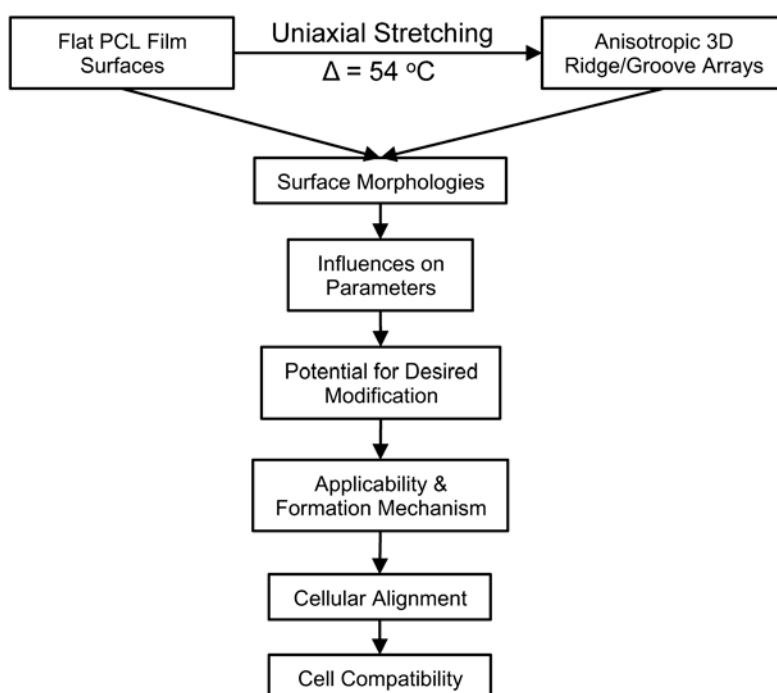 Flat PCL Film
Surfaces
Uniaxial Stretching
Δ = 54 ºC
Anisotropic 3D
Ridge/Groove Arrays
Surface Morphologies
Influences on
Parameters
Potential for Desired
Modification
Applicability &
Formation Mechanism
Cellular Alignment
Cell Compatibility